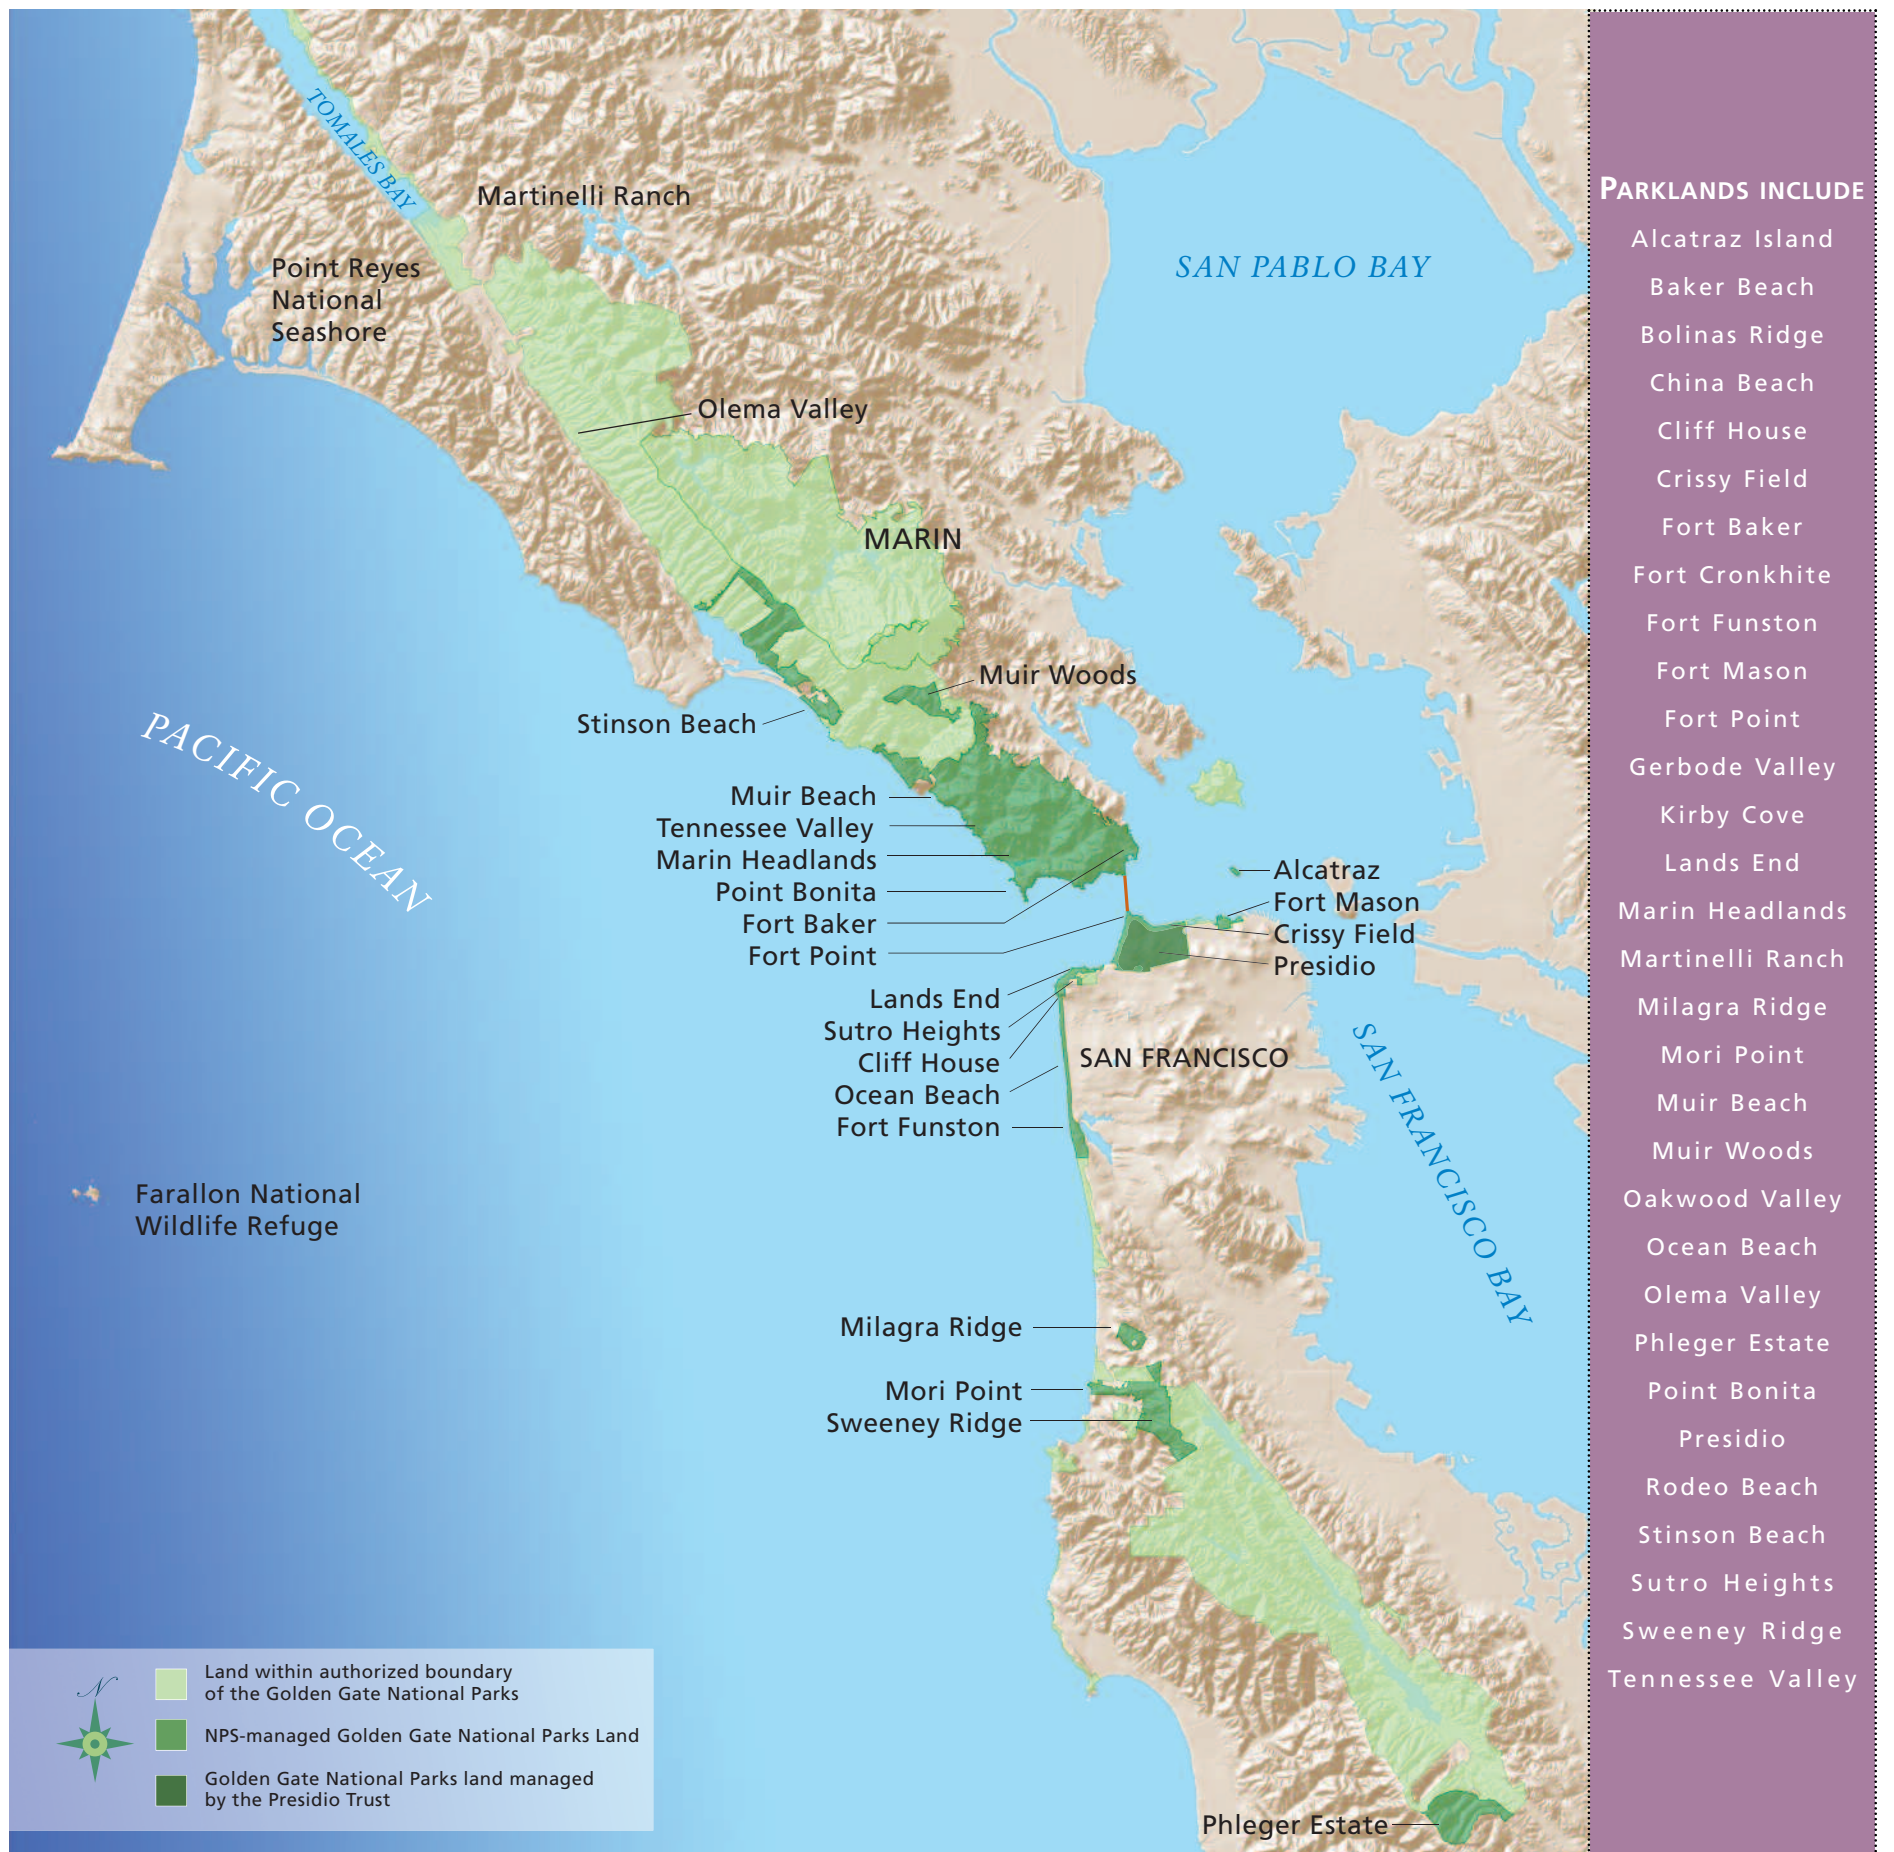 TOMALES BAY
Martinelli Ranch
Point Reyes
National
Seashore
SAN PABLO BAY
Olema Valley
MARIN
Muir Woods
Stinson Beach
PACIFIC OCEAN
Muir Beach
Tennessee Valley
Marin Headlands
Point Bonita
Fort Baker
Fort Point
Alcatraz
Fort Mason
Crissy Field
Presidio
Lands End
Sutro Heights
Cliff House
Ocean Beach
Fort Funston
SAN FRANCISCO
SAN FRANCISCO BAY
Farallon National
Wildlife Refuge
Milagra Ridge
Mori Point
Sweeney Ridge
Phleger Estate
N
Land within authorized boundary
of the Golden Gate National Parks
NPS-managed Golden Gate National Parks Land
Golden Gate National Parks land managed
by the Presidio Trust
PARKLANDS INCLUDE
Alcatraz Island
Baker Beach
Bolinas Ridge
China Beach
Cliff House
Crissy Field
Fort Baker
Fort Cronkhite
Fort Funston
Fort Mason
Fort Point
Gerbode Valley
Kirby Cove
Lands End
Marin Headlands
Martinelli Ranch
Milagra Ridge
Mori Point
Muir Beach
Muir Woods
Oakwood Valley
Ocean Beach
Olema Valley
Phleger Estate
Point Bonita
Presidio
Rodeo Beach
Stinson Beach
Sutro Heights
Sweeney Ridge
Tennessee Valley